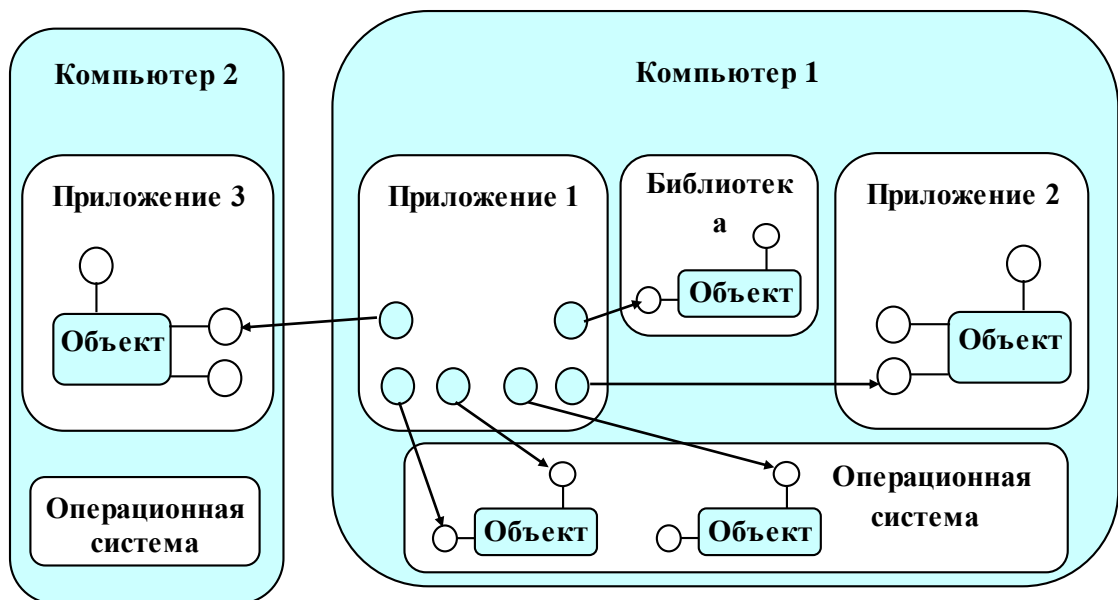 Компьютер 2
Приложение 3
Объект
Операционная
система
Компьютер 1
Приложение 1
Библиотек
а
Объект
Приложение 2
Объект
Операционная
система
Объект
Объект